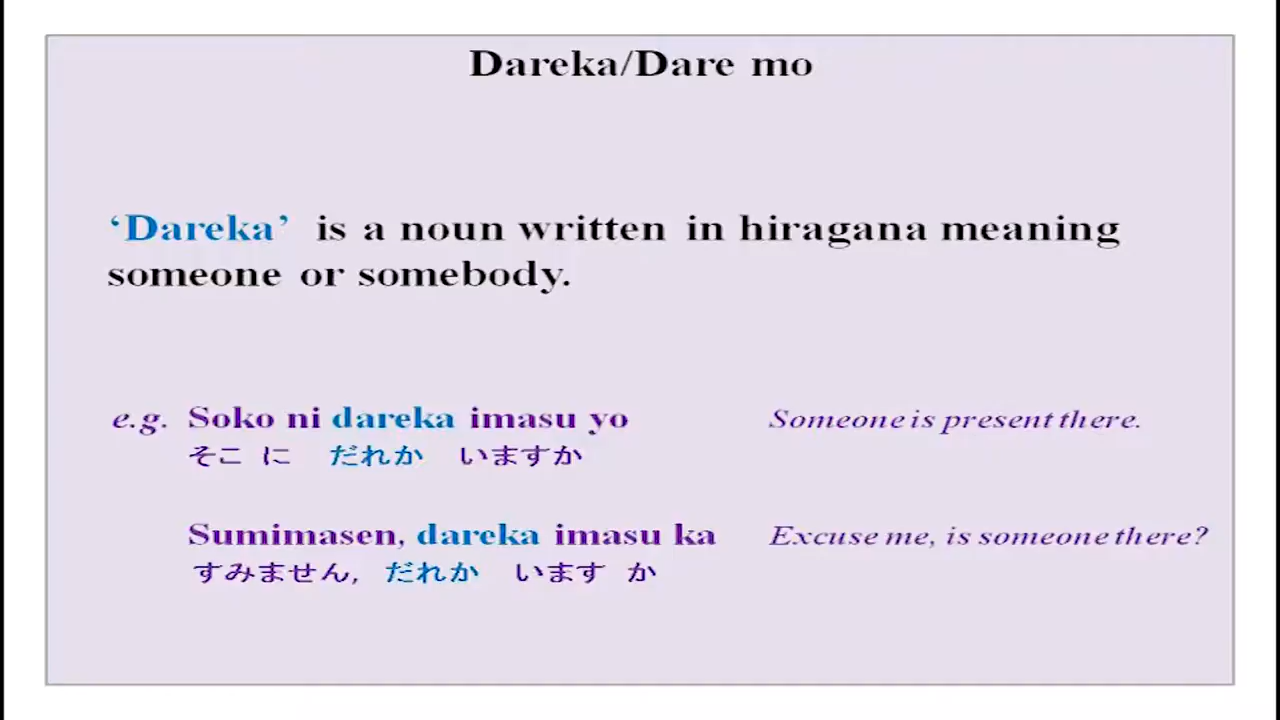 Dareka/Dare mo
‘Dareka’ is a noun written in hiragana meaning
someone or somebody.
e.g. Soko ni dareka imasu yo Someone is present there.
そこ に だれか いますか
Sumimasen, dareka imasu ka Excuse me, is someone there?
すみません, だれか います か